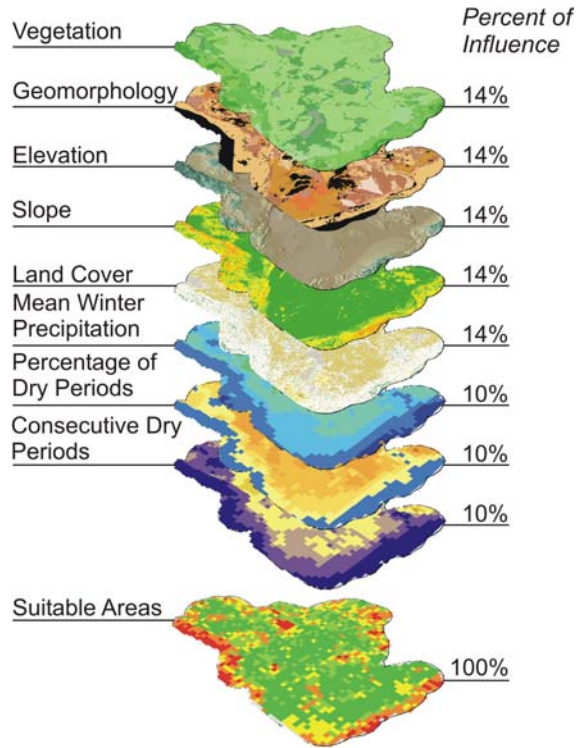 Percent of
Influence
Vegetation
14%
Geomorphology
14%
Elevation
14%
Slope
14%
Land Cover
14%
Mean Winter
Precipitation
10%
Percentage of
Dry Periods
10%
Consecutive Dry
Periods
10%
Suitable Areas
100%